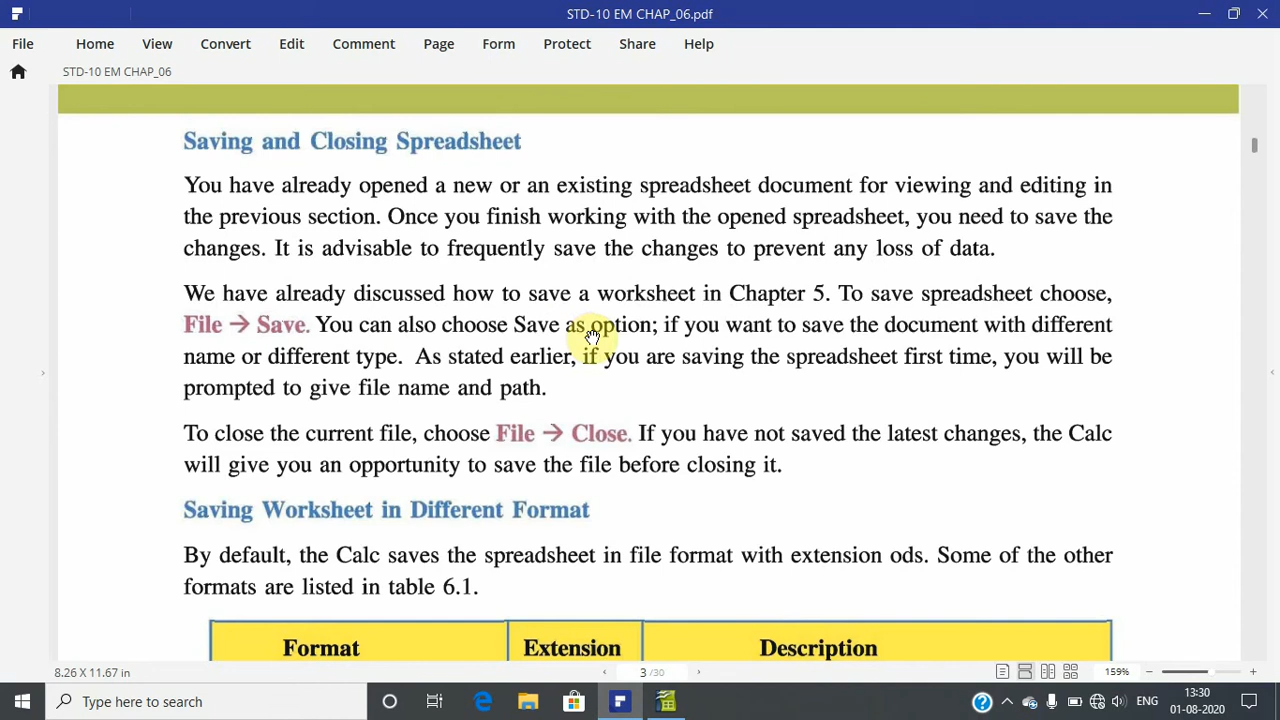 STD-10 EM CHAP_06.pdf
File Home View Convert Edit Comment Page Form Protect Share Help
STD-10 EM CHAP_06
Saving and Closing Spreadsheet
You have already opened a new or an existing spreadsheet document for viewing and editing in
the previous section. Once you finish working with the opened spreadsheet, you need to save the
changes. It is advisable to frequently save the changes to prevent any loss of data.
We have already discussed how to save a worksheet in Chapter 5. To save spreadsheet choose,
File → Save. You can also choose Save as option; if you want to save the document with different
name or different type. As stated earlier, if you are saving the spreadsheet first time, you will be
prompted to give file name and path.
To close the current file, choose File → Close. If you have not saved the latest changes, the Calc
will give you an opportunity to save the file before closing it.
Saving Worksheet in Different Format
By default, the Calc saves the spreadsheet in file format with extension ods. Some of the other
formats are listed in table 6.1.
Format Extension Description
8.26 x 11.67 in 3 /30 159%
Type here to search ENG 13:30
01-08-2020